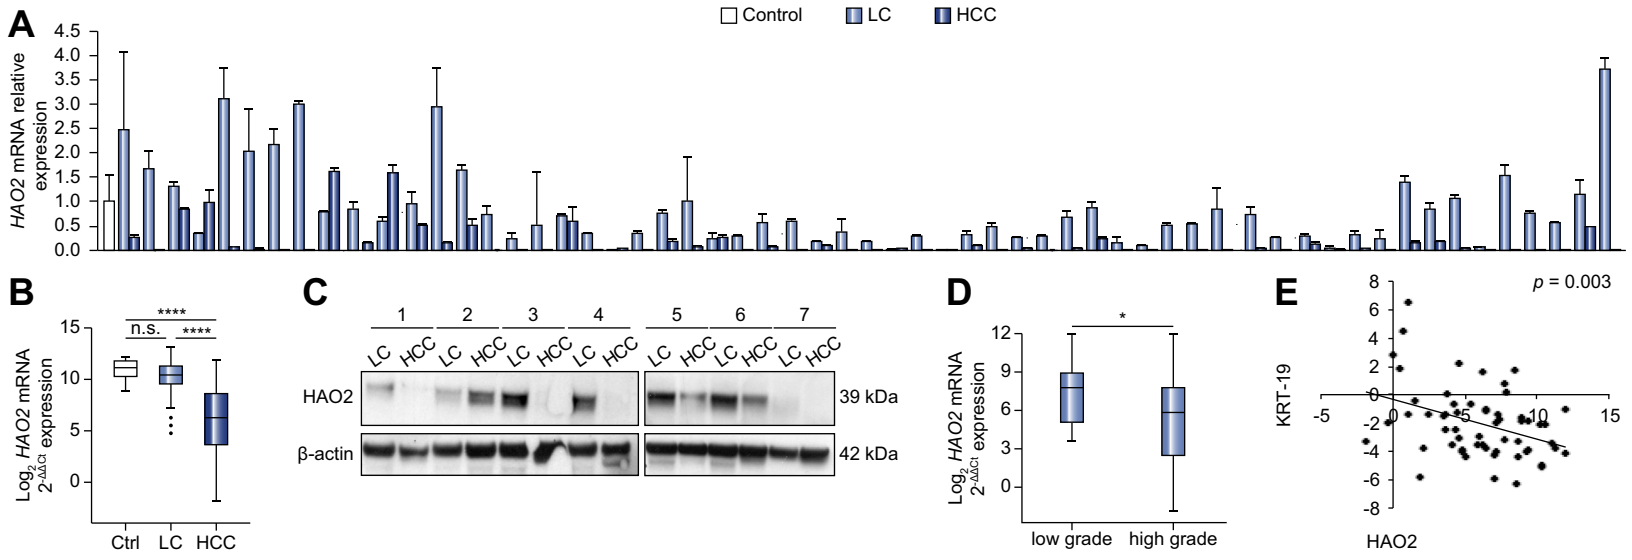 A
Control
LC
HCC
HAO2 mRNA relative
expression
4.5
4.0
3.5
3.0
2.5
2.0
1.5
1.0
0.5
0.0
B
Log2 HAO2 mRNA
2-ΔΔCt expression
15
10
5
0
****
n.s.
****
Ctrl
LC
HCC
C
1
2
3
4
5
6
7
LC
HCC
LC
HCC
LC
HCC
LC
HCC
LC
HCC
LC
HCC
LC
HCC
HAO2
39 kDa
β-actin
42 kDa
D
Log2 HAO2 mRNA
2-ΔΔCt expression
12
9
6
3
0
*
low grade
high grade
E
p = 0.003
KRT-19
8
6
4
2
0
-2
-4
-6
-8
-5
0
5
10
15
HAO2